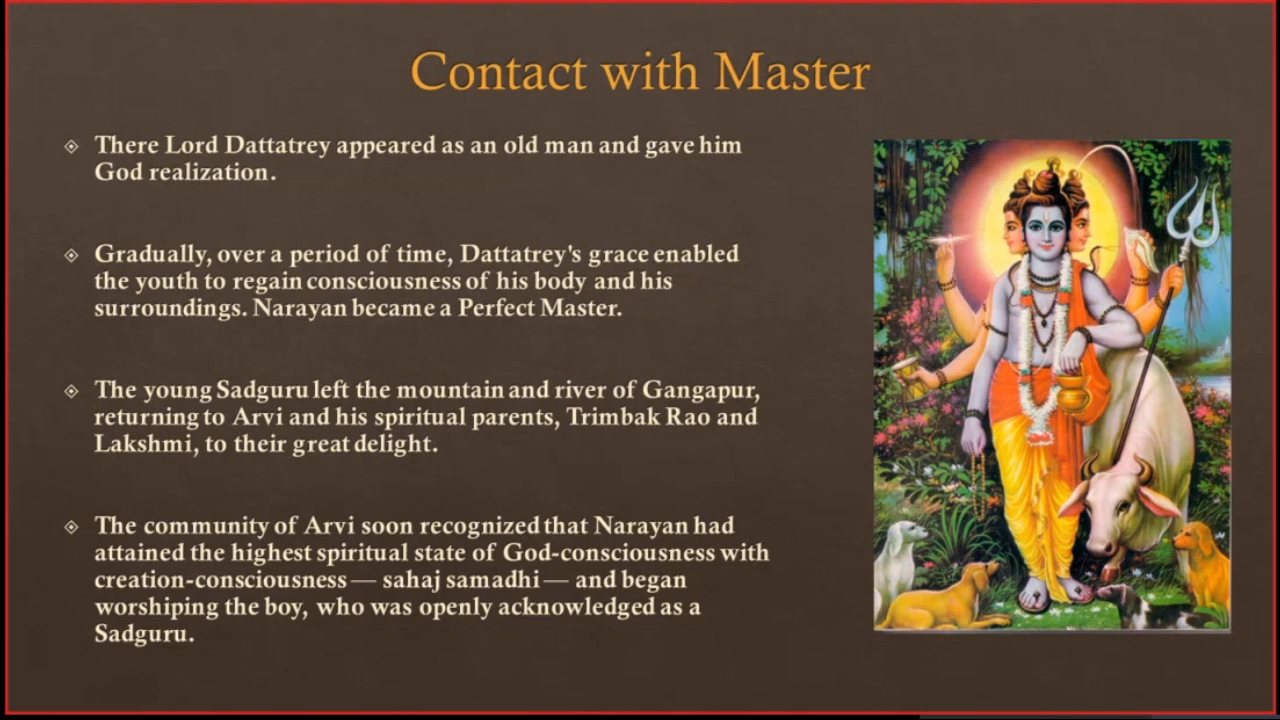 Contact with Master
There Lord Dattatrey appeared as an old man and gave him
God realization.
Gradually, over a period of time, Dattatrey's grace enabled
the youth to regain consciousness of his body and his
surroundings. Narayan became a Perfect Master.
The young Sadguru left the mountain and river of Gangapur,
returning to Arvi and his spiritual parents, Trimbak Rao and
Lakshmi, to their great delight.
The community of Arvi soon recognized that Narayan had
attained the highest spiritual state of God-consciousness with
creation-consciousness — sahaj samadhi — and began
worshiping the boy, who was openly acknowledged as a
Sadguru.